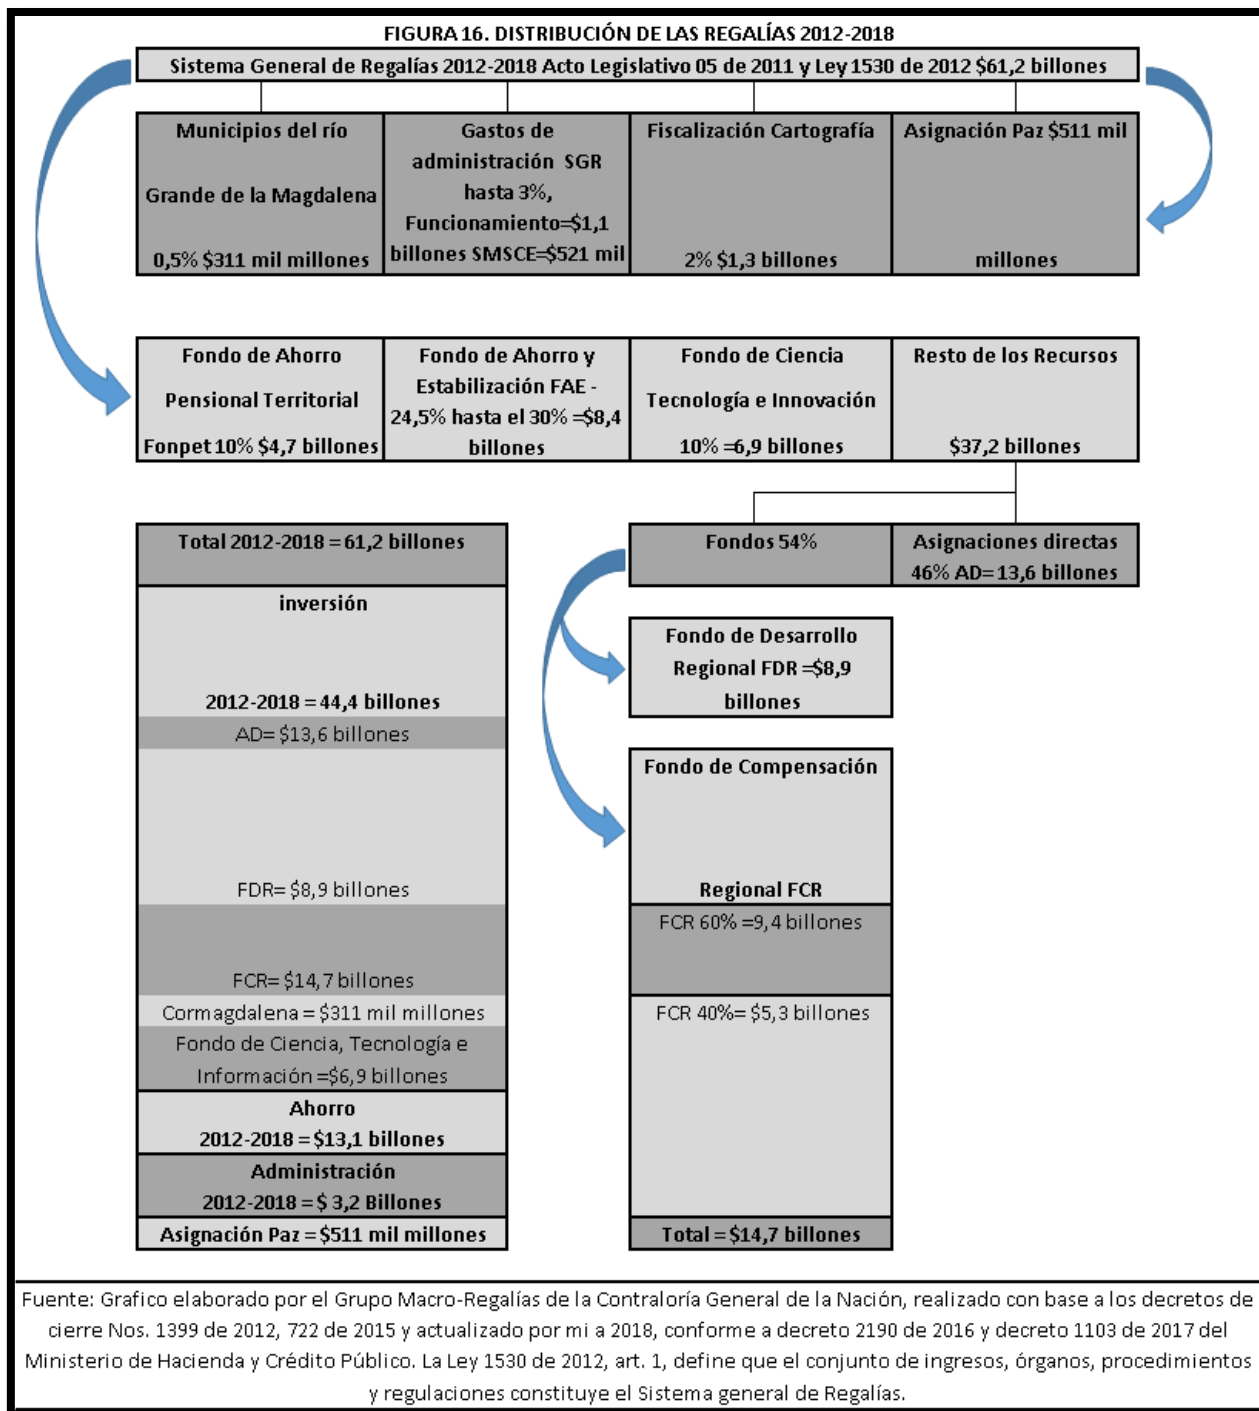 FIGURA 16. DISTRIBUCIÓN DE LAS REGALÍAS 2012-2018
Sistema General de Regalías 2012-2018 Acto Legislativo 05 de 2011 y Ley 1530 de 2012 $61,2 billones
Municipios del río
Grande de la Magdalena
0,5% $311 mil millones
Gastos de
administración SGR
hasta 3%,
Funcionamiento=$1,1
billones SMSCE=$521 mil
Fiscalización Cartografía
2% $1,3 billones
Asignación Paz $511 mil
millones
Fondo de Ahorro
Pensional Territorial
Fonpet 10% $4,7 billones
Fondo de Ahorro y
Estabilización FAE -
24,5% hasta el 30% =$8,4
billones
Fondo de Ciencia
Tecnología e Innovación
10% =6,9 billones
Resto de los Recursos
$37,2 billones
Fondos 54%
Asignaciones directas
46% AD= 13,6 billones
Total 2012-2018 = 61,2 billones
inversión
2012-2018 = 44,4 billones
AD= $13,6 billones
FDR= $8,9 billones
FCR= $14,7 billones
Cormagdalena = $311 mil millones
Fondo de Ciencia, Tecnología e
Información =$6,9 billones
Ahorro
2012-2018 = $13,1 billones
Administración
2012-2018 = $ 3,2 Billones
Asignación Paz = $511 mil millones
Fondo de Desarrollo
Regional FDR =$8,9
billones
Fondo de Compensación
Regional FCR
FCR 60% =9,4 billones
FCR 40%= $5,3 billones
Total = $14,7 billones
Fuente: Grafico elaborado por el Grupo Macro-Regalías de la Contraloría General de la Nación, realizado con base a los decretos de
cierre Nos. 1399 de 2012, 722 de 2015 y actualizado por mi a 2018, conforme a decreto 2190 de 2016 y decreto 1103 de 2017 del
Ministerio de Hacienda y Crédito Público. La Ley 1530 de 2012, art. 1, define que el conjunto de ingresos, órganos, procedimientos
y regulaciones constituye el Sistema general de Regalías.